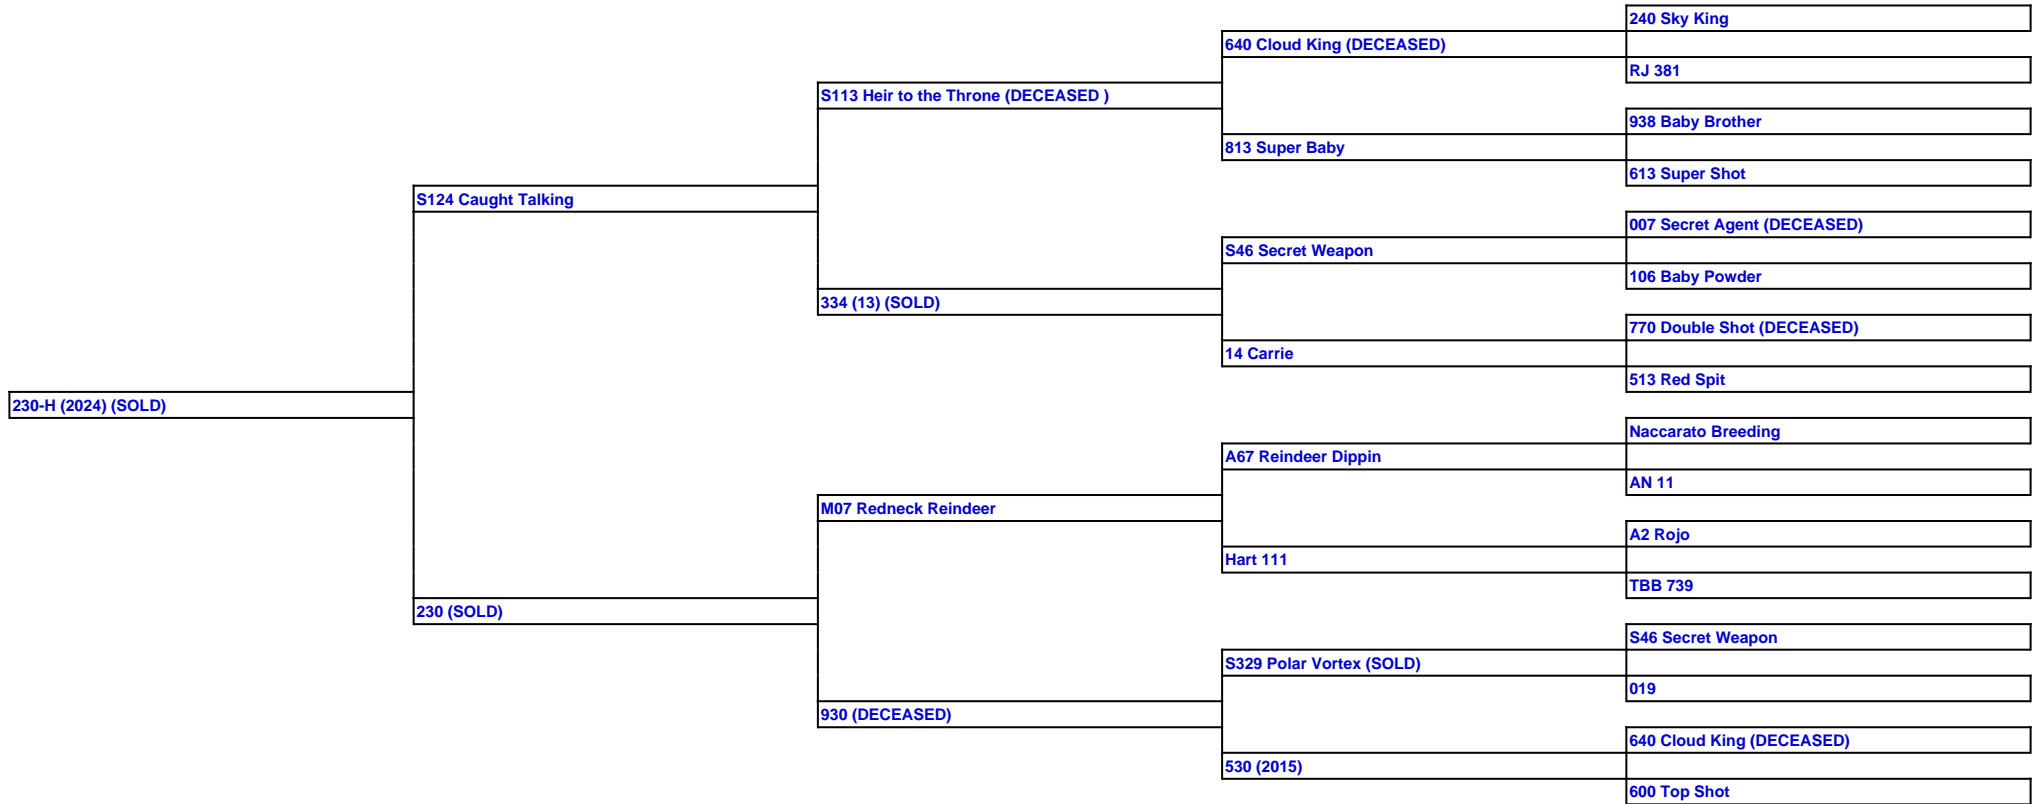 240 Sky King
640 Cloud King (DECEASED)
RJ 381
S113 Heir to the Throne (DECEASED )
938 Baby Brother
813 Super Baby
613 Super Shot
S124 Caught Talking
007 Secret Agent (DECEASED)
S46 Secret Weapon
106 Baby Powder
334 (13) (SOLD)
770 Double Shot (DECEASED)
14 Carrie
513 Red Spit
230-H (2024) (SOLD)
Naccarato Breeding
A67 Reindeer Dippin
AN 11
M07 Redneck Reindeer
A2 Rojo
Hart 111
TBB 739
230 (SOLD)
S46 Secret Weapon
S329 Polar Vortex (SOLD)
019
930 (DECEASED)
640 Cloud King (DECEASED)
530 (2015)
600 Top Shot